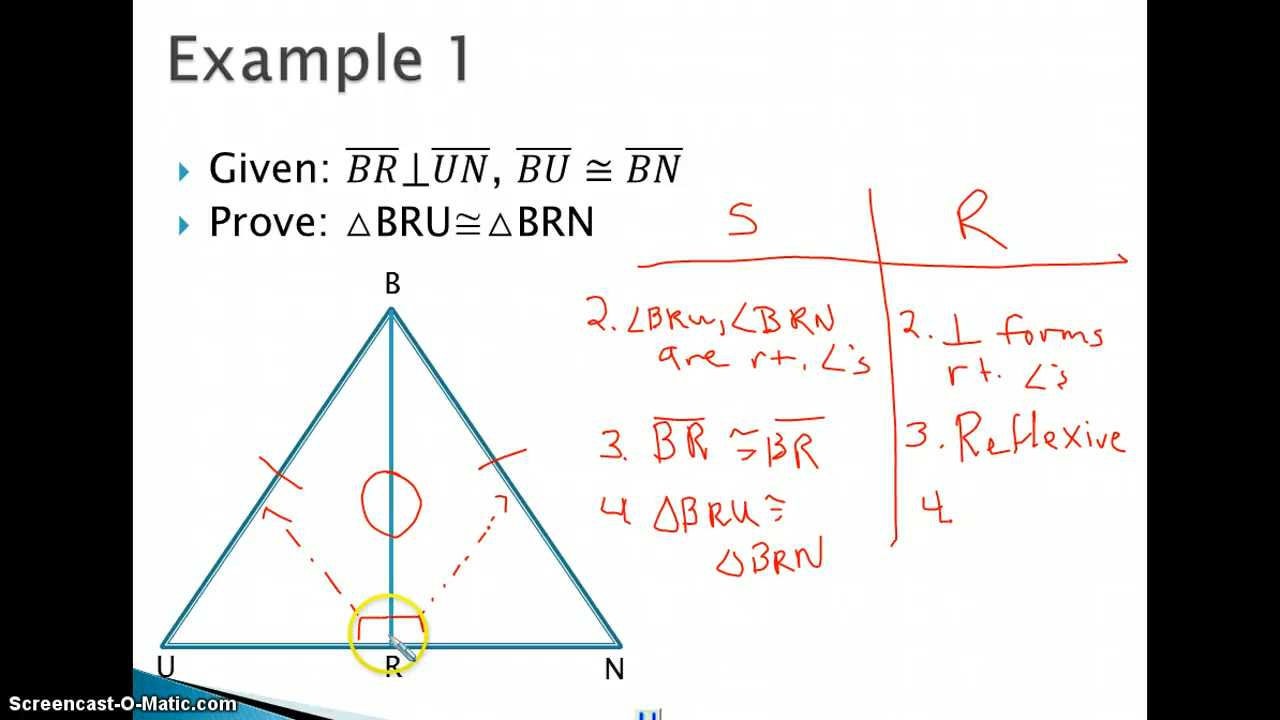 Example 1
Given: BR⊥UN, BU ≅ BN
Prove: △BRU≅△BRN
S R
2. ∠BRU, ∠BRN
are rt. ∠'s
2. ⊥ forms
rt. ∠'s
3. BR ≅ BR
3. Reflexive
4. △BRU ≅
△BRN
4.
B
U
R
N
Screencast-O-Matic.com